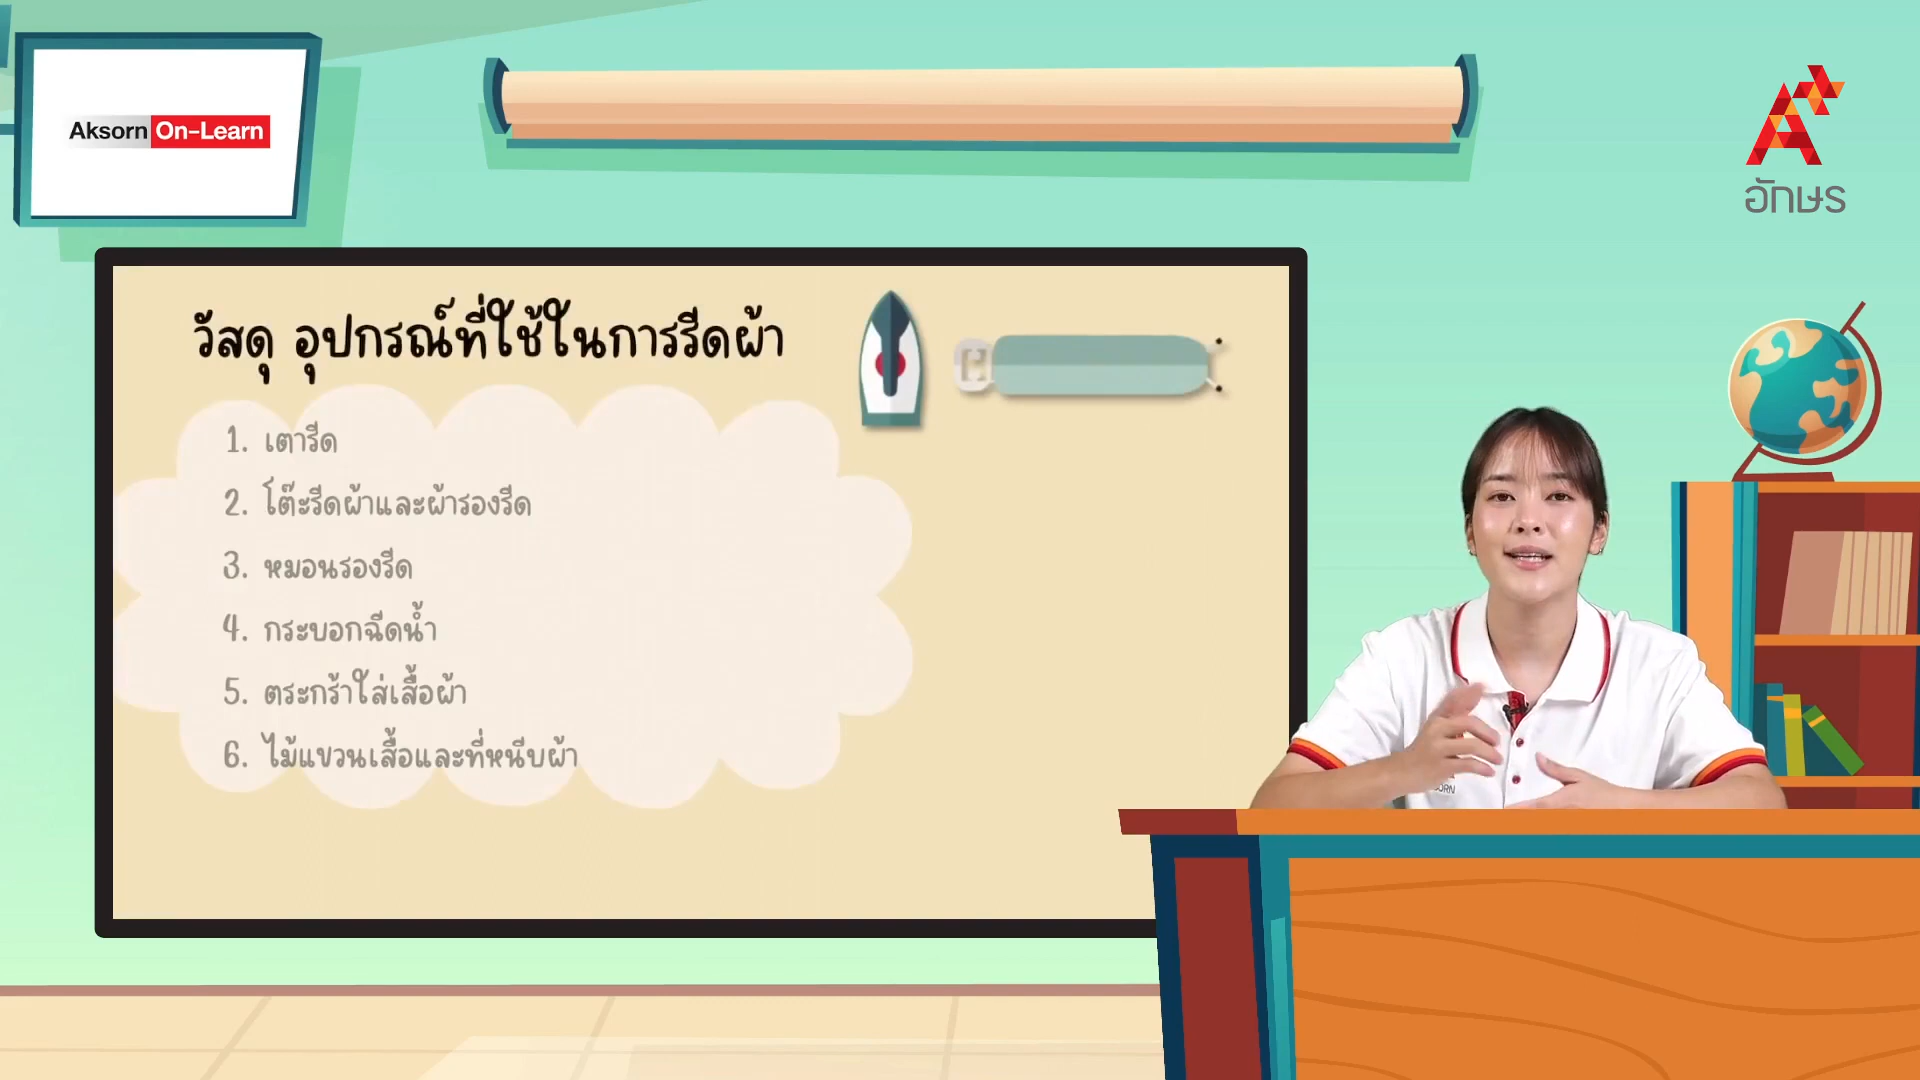 Aksorn On-Learn
อักษร
วัสดุ อุปกรณ์ที่ใช้ในการรีดผ้า
1. เตารีด
2. โต๊ะรีดผ้าและผ้ารองรีด
3. หมอนรองรีด
4. กระบอกฉีดน้ำ
5. ตระกร้าใส่เสื้อผ้า
6. ไม้แขวนเสื้อและที่หนีบผ้า